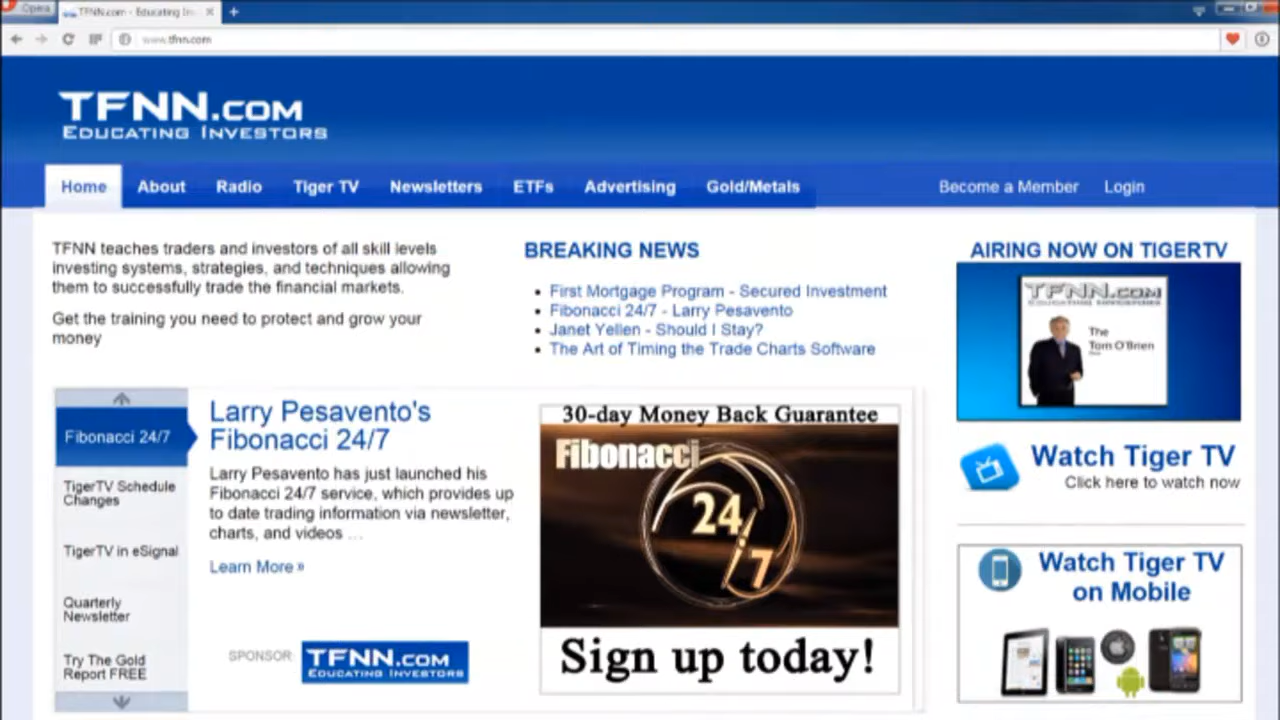 Opera
TFNN.com - Educating In...
www.tfnn.com
TFNN.COM
EDUCATING INVESTORS
Home
About
Radio
Tiger TV
Newsletters
ETFs
Advertising
Gold/Metals
Become a Member
Login
TFNN teaches traders and investors of all skill levels
investing systems, strategies, and techniques allowing
them to successfully trade the financial markets.
Get the training you need to protect and grow your
money
BREAKING NEWS
First Mortgage Program - Secured Investment
Fibonacci 24/7 - Larry Pesavento
Janet Yellen - Should I Stay?
The Art of Timing the Trade Charts Software
AIRING NOW ON TIGERTV
TFNN.COM
EDUCATING INVESTORS
The
Tom O'Brien
Watch Tiger TV
Click here to watch now
Watch Tiger TV
on Mobile
Fibonacci 24/7
TigerTV Schedule
Changes
TigerTV in eSignal
Quarterly
Newsletter
Try The Gold
Report FREE
Larry Pesavento's
Fibonacci 24/7
Larry Pesavento has just launched his
Fibonacci 24/7 service, which provides up
to date trading information via newsletter,
charts, and videos ...
Learn More »
SPONSOR
TFNN.COM
EDUCATING INVESTORS
30-day Money Back Guarantee
Fibonacci
24/7
Sign up today!